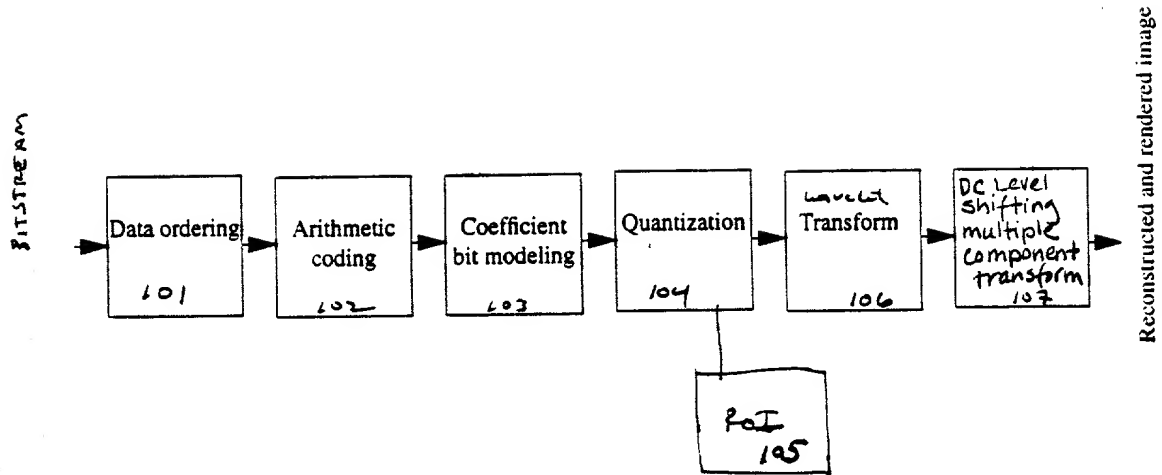 BITSTREAM
Data ordering
101
Arithmetic
coding
102
Coefficient
bit modeling
103
Quantization
104
RoI
105
wavelet
Transform
106
DC Level
shifting
multiple
component
transform
107
Reconstructed and rendered image